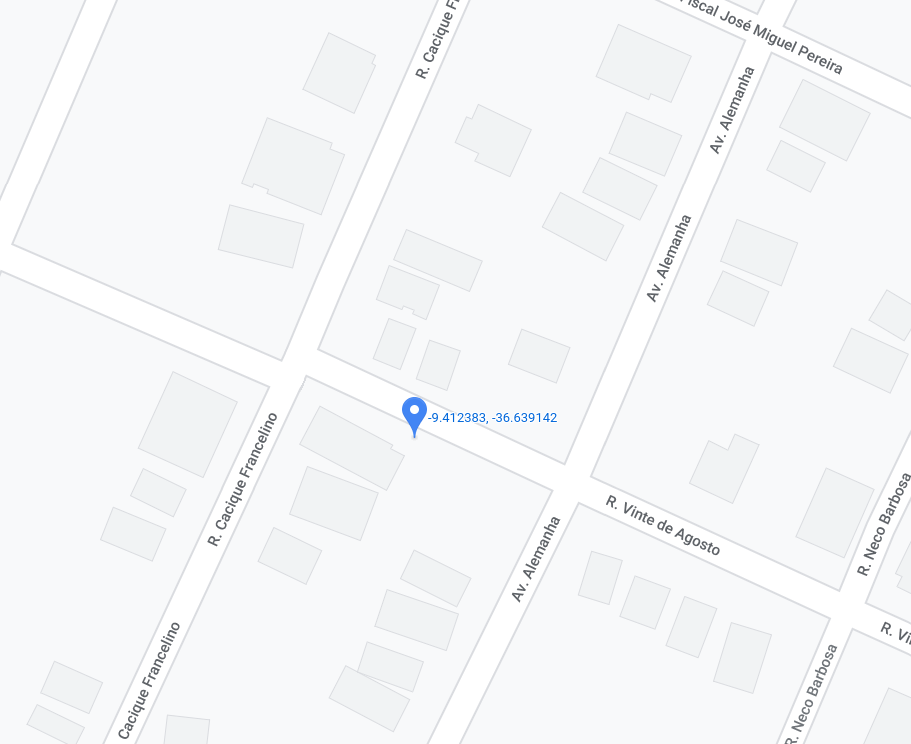 Fiscal José Miguel Pereira
R. Cacique Fr
Av. Alemanha
Av. Alemanha
-9.412383, -36.639142
R. Cacique Francelino
R. Vinte de Agosto
R. Neco Barbosa
Av. Alemanha
R. Vi
Cacique Francelino
R. Neco Barbosa